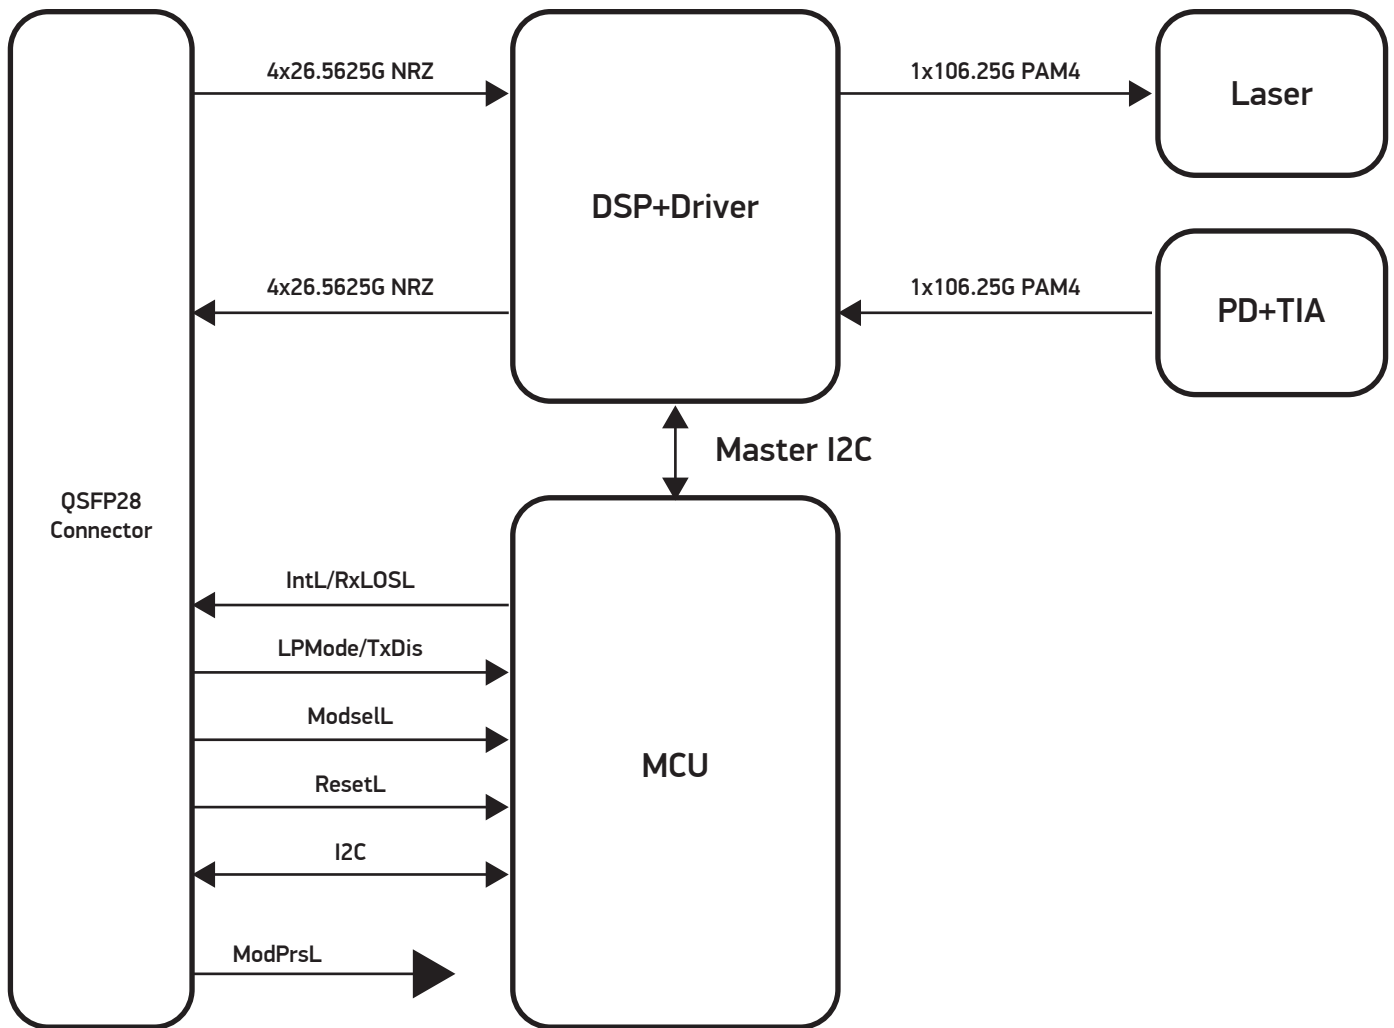 4x26.5625G NRZ
1x106.25G PAM4
Laser
DSP+Driver
4x26.5625G NRZ
1x106.25G PAM4
PD+TIA
Master I2C
QSFP28
Connector
IntL/RxLOSL
LPMode/TxDis
ModselL
ResetL
MCU
I2C
ModPrsL